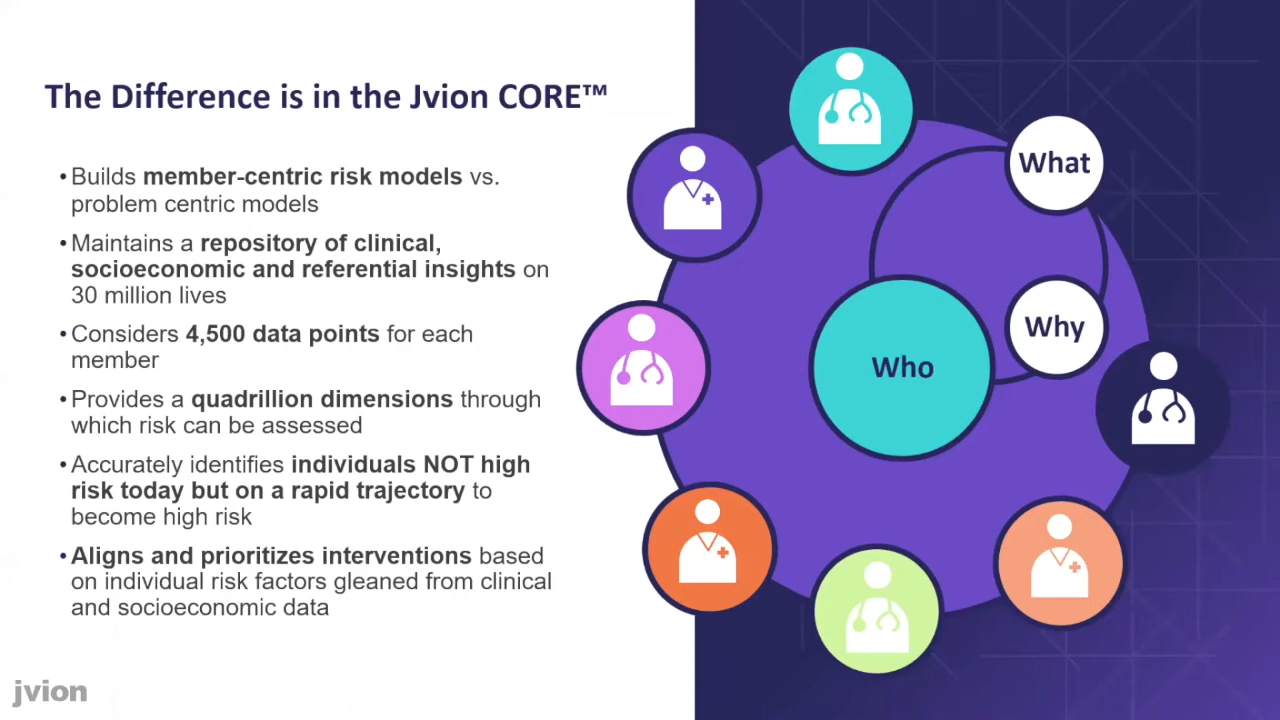 The Difference is in the Jvion CORE™
• Builds member-centric risk models vs.
problem centric models
• Maintains a repository of clinical,
socioeconomic and referential insights on
30 million lives
• Considers 4,500 data points for each
member
• Provides a quadrillion dimensions through
which risk can be assessed
• Accurately identifies individuals NOT high
risk today but on a rapid trajectory to
become high risk
• Aligns and prioritizes interventions based
on individual risk factors gleaned from clinical
and socioeconomic data
jvion
What
Why
Who